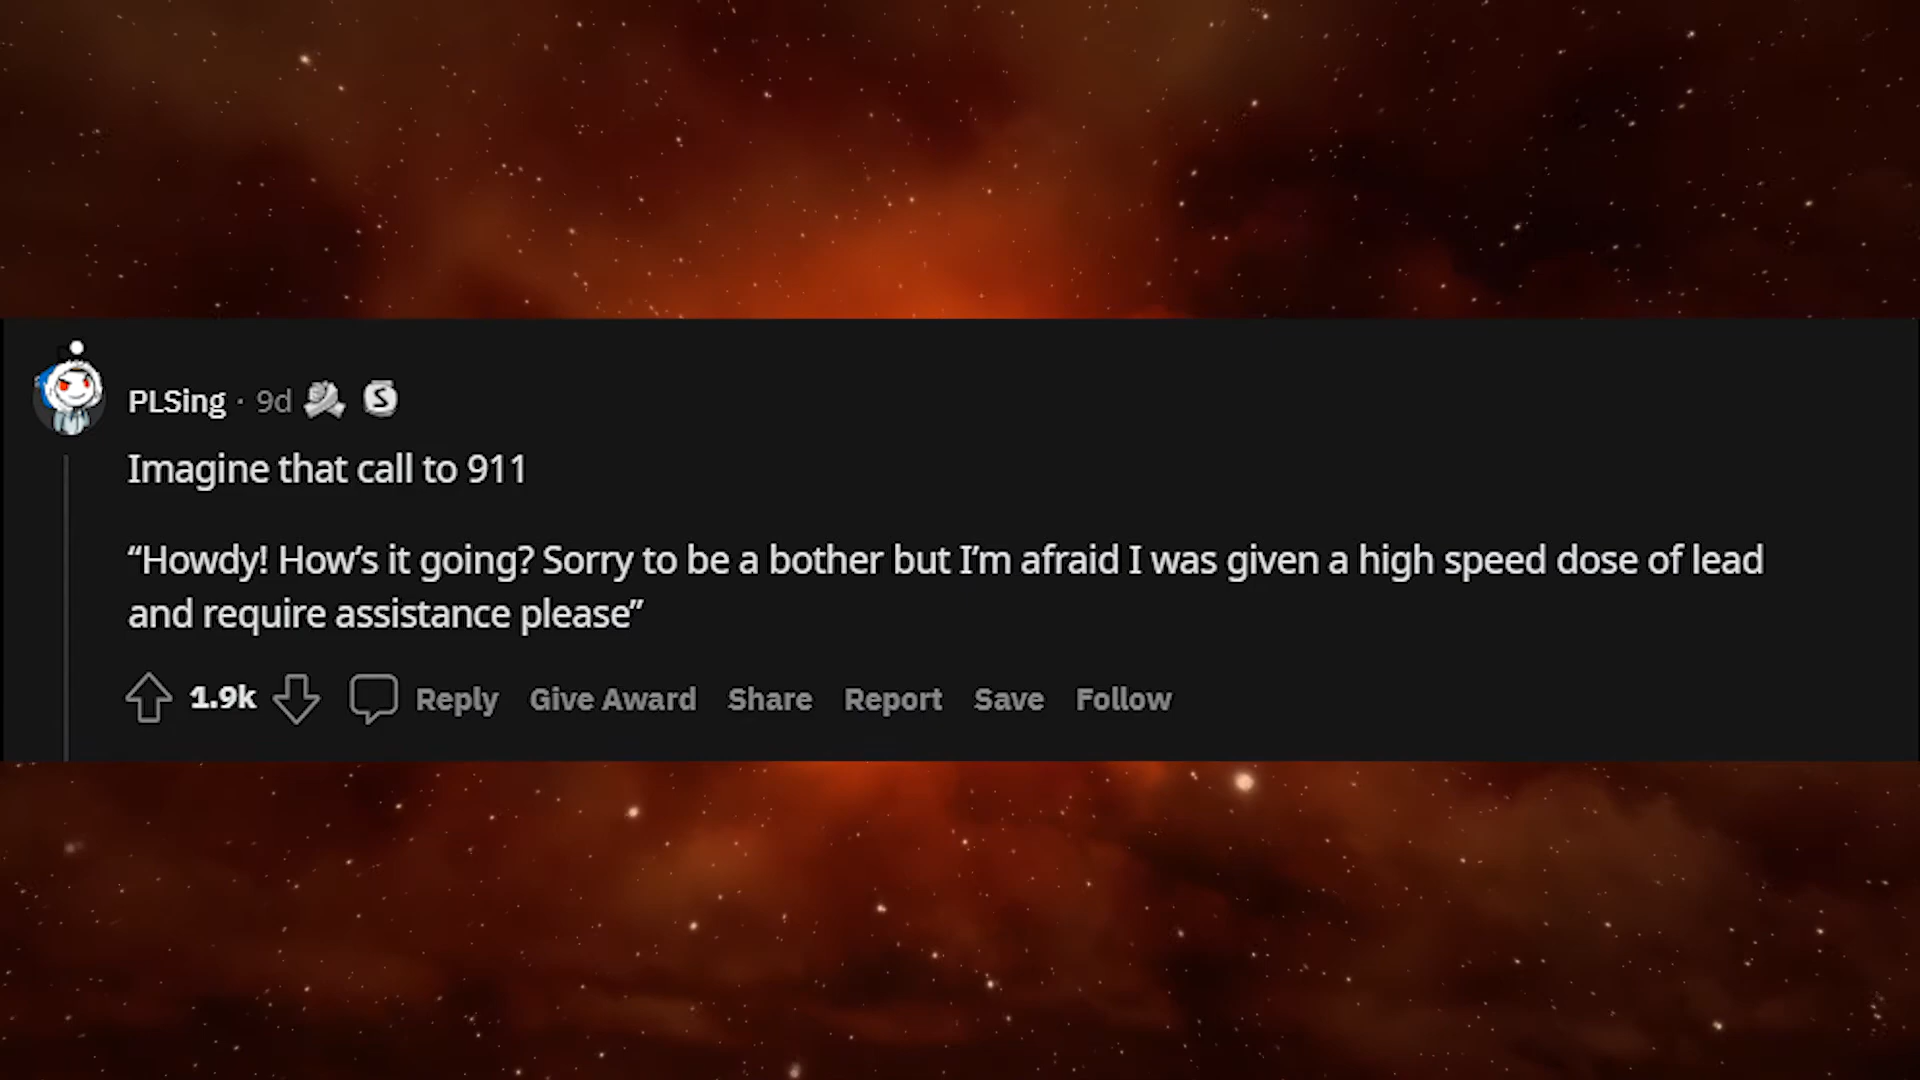 PLSing · 9d
Imagine that call to 911
“Howdy! How’s it going? Sorry to be a bother but I’m afraid I was given a high speed dose of lead
and require assistance please”
1.9k Reply Give Award Share Report Save Follow